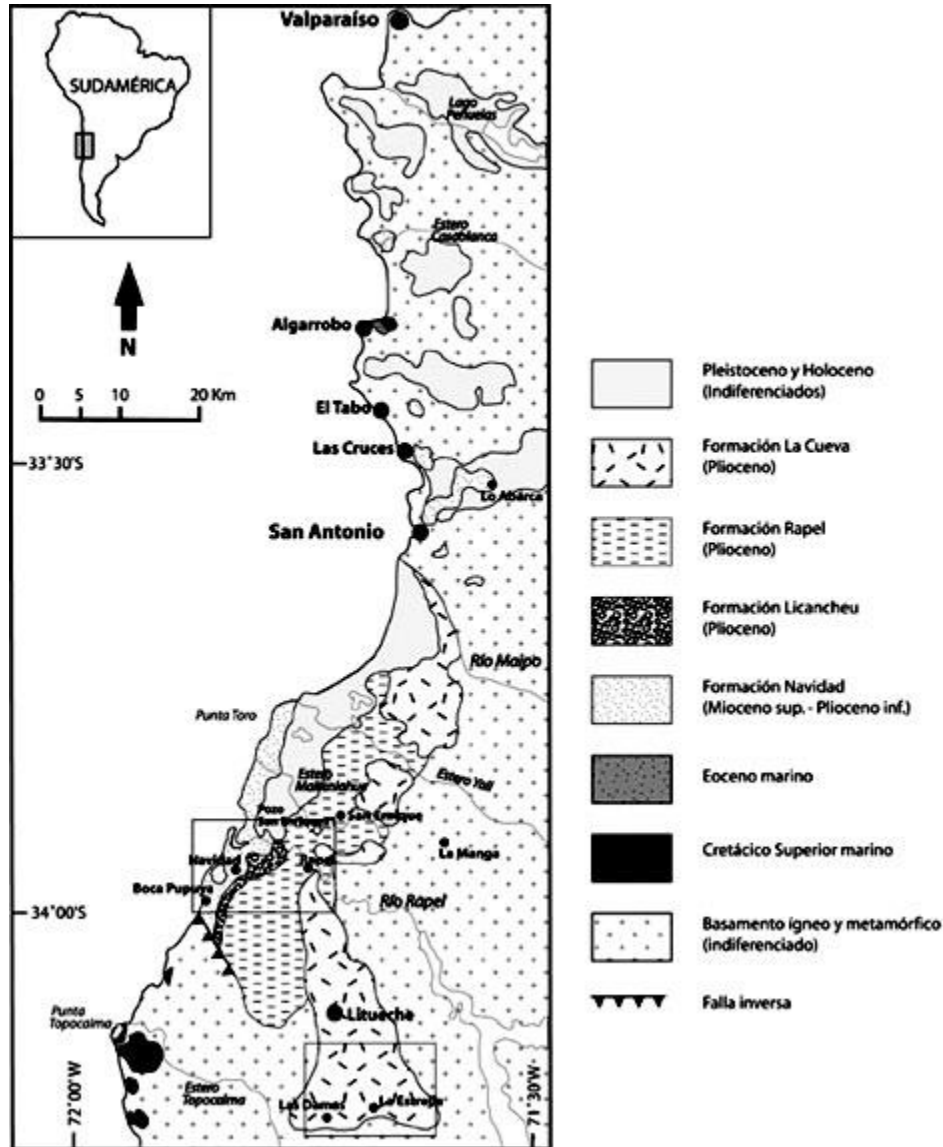 Valparaíso
SUDAMÉRICA
Lago
Peñuelas
Estero
Casablanca
N
Algarrobo
0 5 10 20 Km
El Tabo
Las Cruces
33°30'S
Lo Abarca
San Antonio
Río Maipo
Punta Toro
Estero
Estero Yali
Pozo
San Enrique
Navidad
Rapel
La Manga
Boca Pupuya
Río Rapel
34°00'S
Litueche
Punta
Topocalma
Estero
Topocalma
Las Damas
La Estrella
72°00'W
71°30'W
Pleistoceno y Holoceno
(Indiferenciados)
Formación La Cueva
(Plioceno)
Formación Rapel
(Plioceno)
Formación Licancheu
(Plioceno)
Formación Navidad
(Mioceno sup. - Plioceno inf.)
Eoceno marino
Cretácico Superior marino
Basamento ígneo y metamórfico
(indiferenciado)
Falla inversa